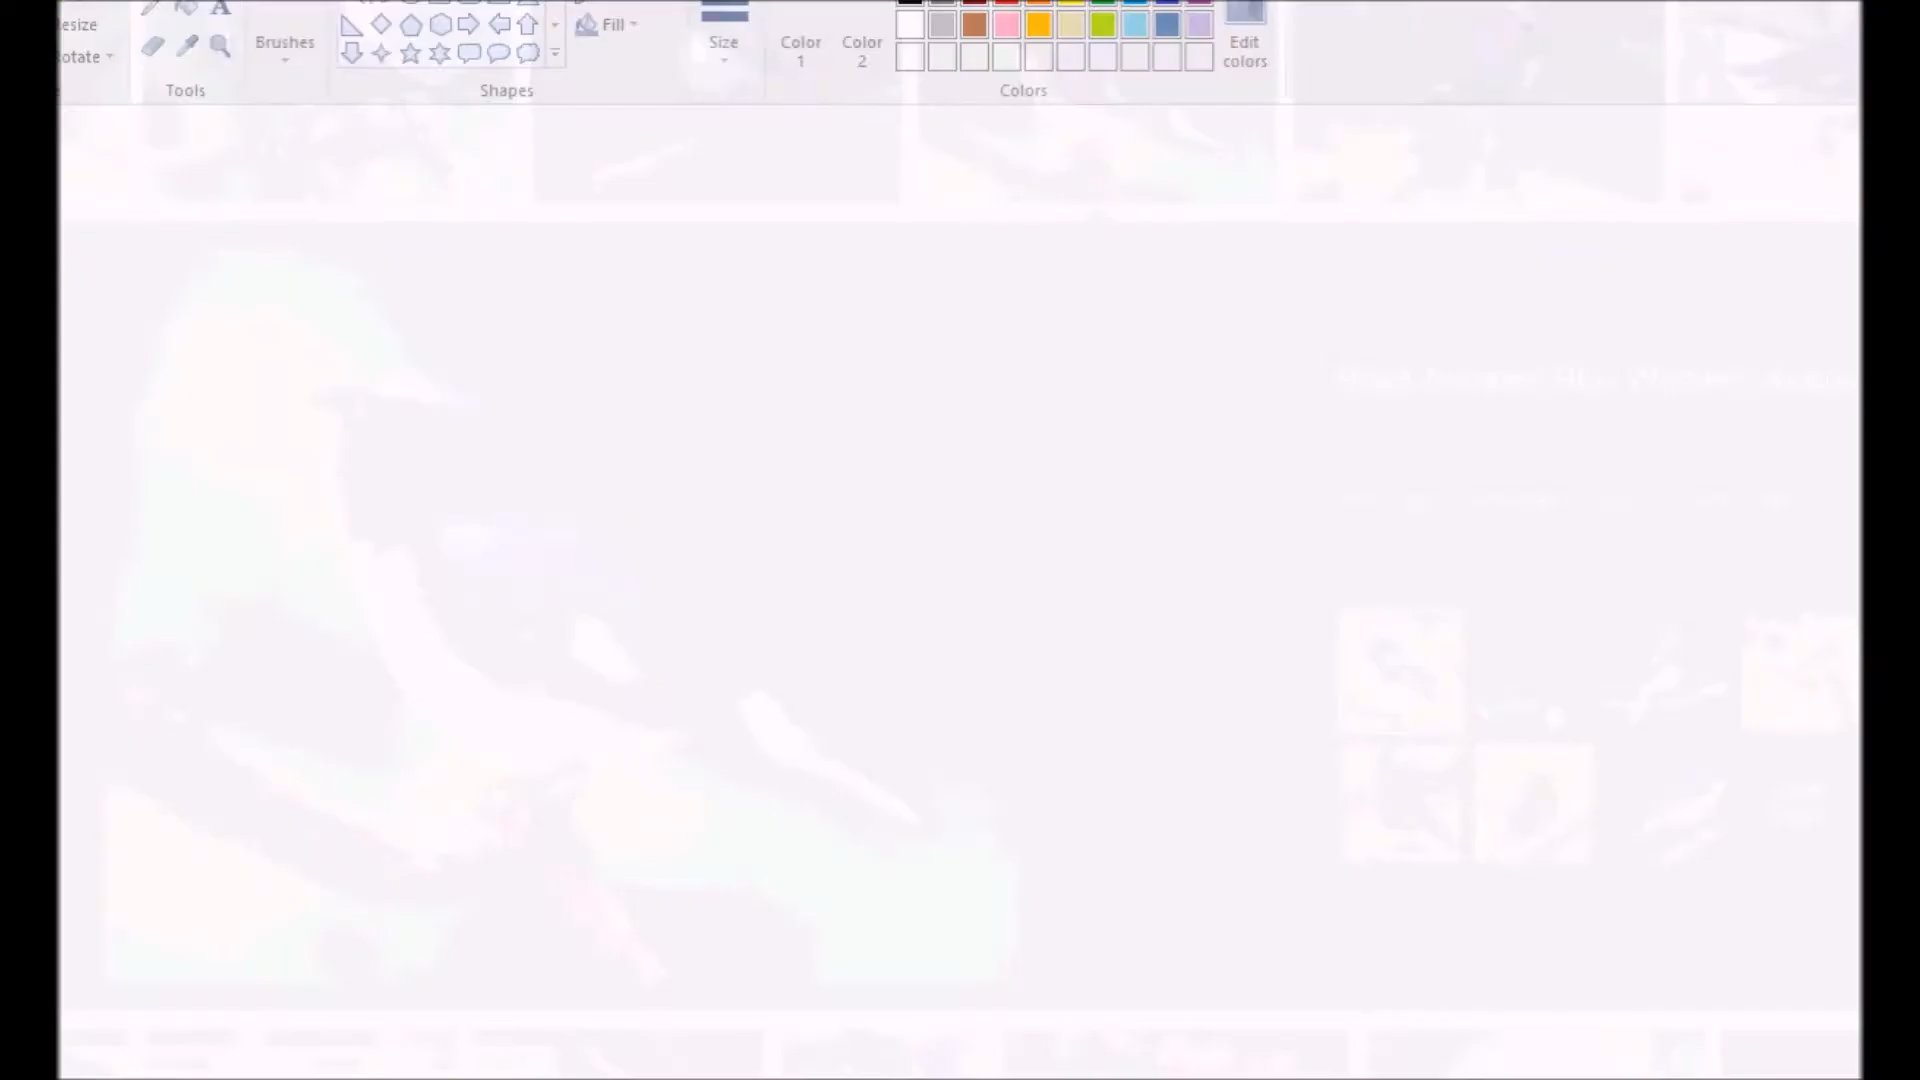 esize
otate
A
Tools
Brushes
Shapes
Fill
Size
Color
1
Color
2
Colors
Edit
colors